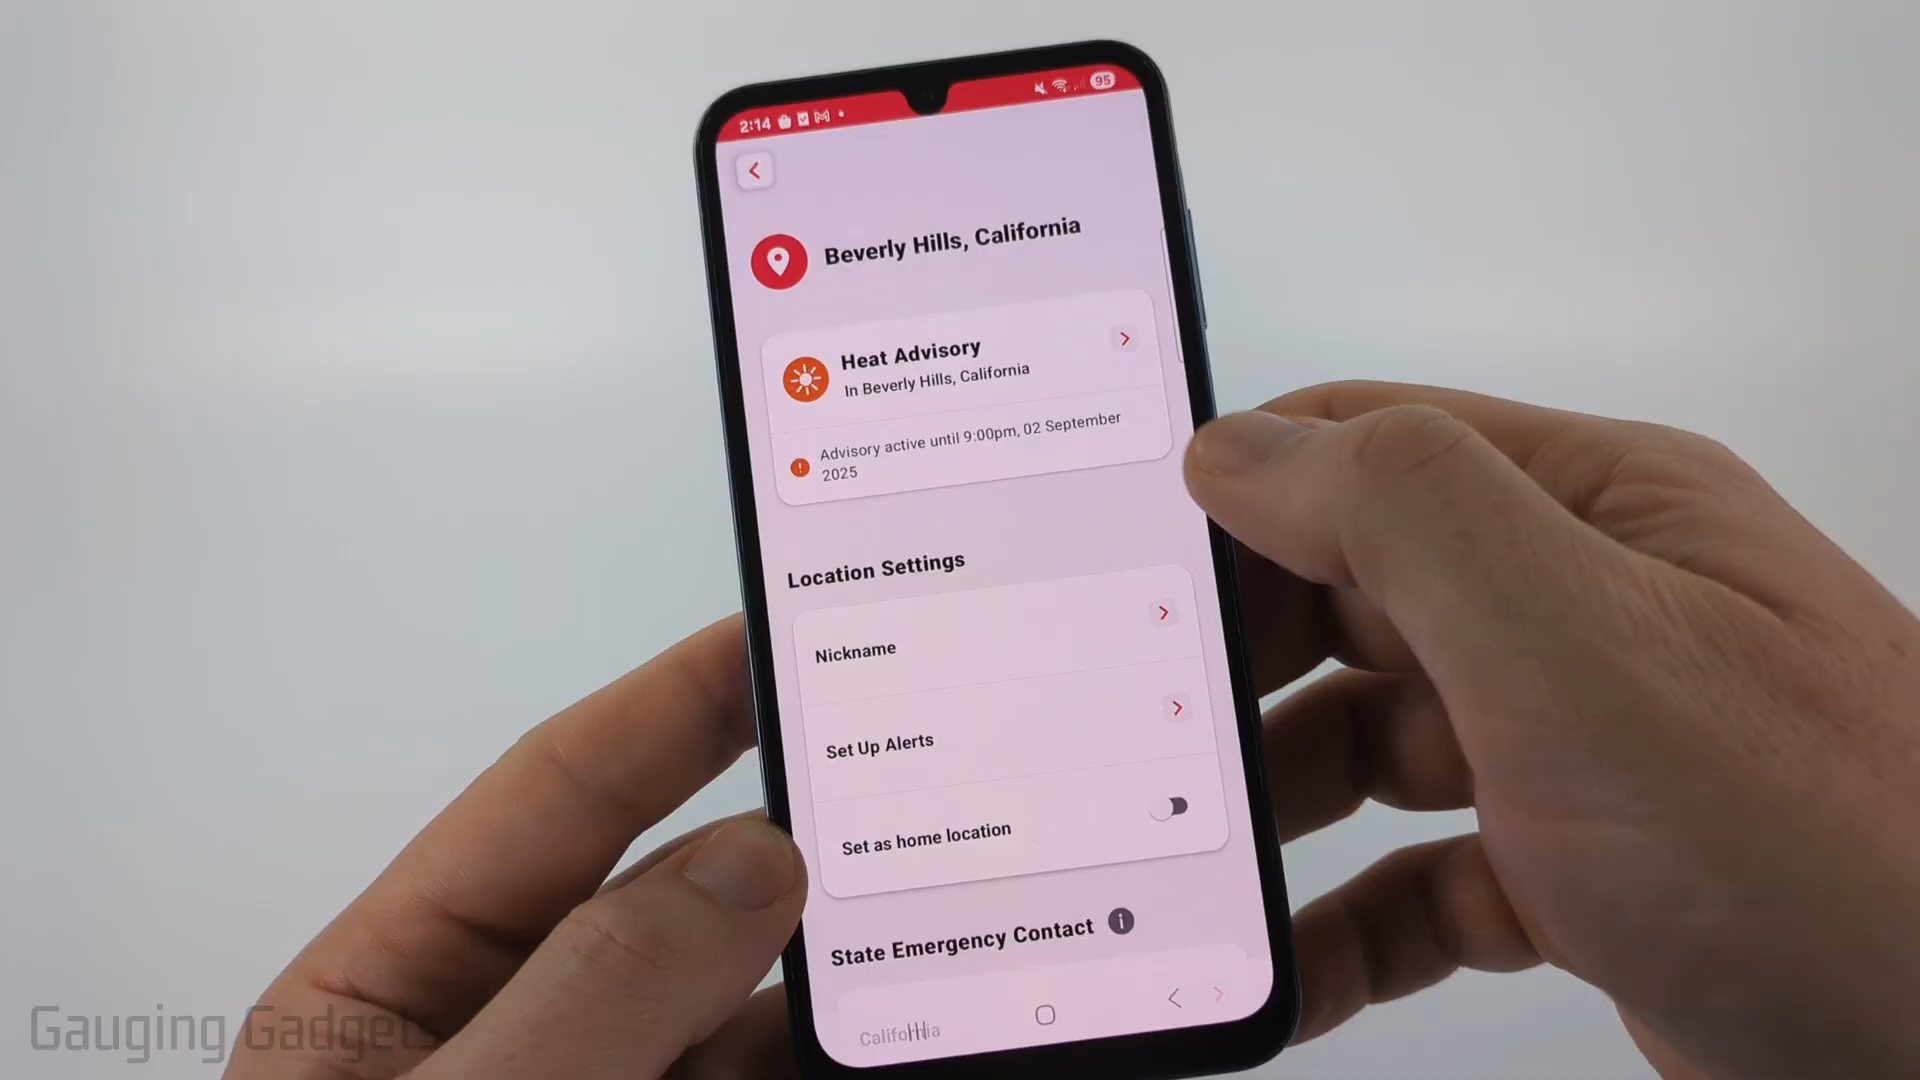 2:14
95
Beverly Hills, California
Heat Advisory
In Beverly Hills, California
Advisory active until 9:00pm, 02 September
2025
Location Settings
Nickname
Set Up Alerts
Set as home location
State Emergency Contact
California
Gauging Gadgets